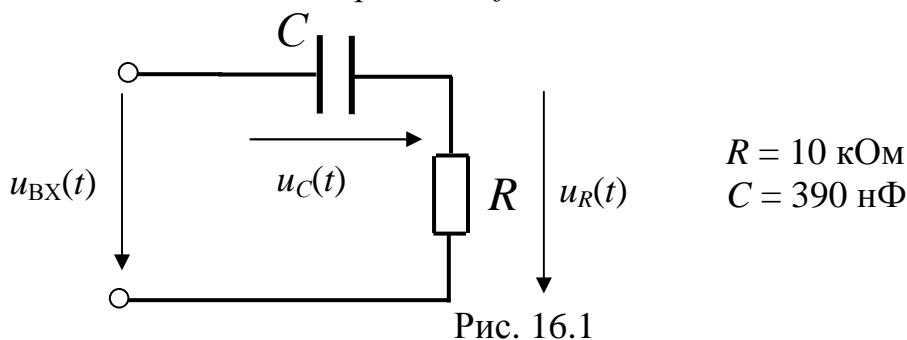 C
R = 10 кОм
u_ВХ(t)
u_C(t)
R
u_R(t)
C = 390 нФ
Рис. 16.1